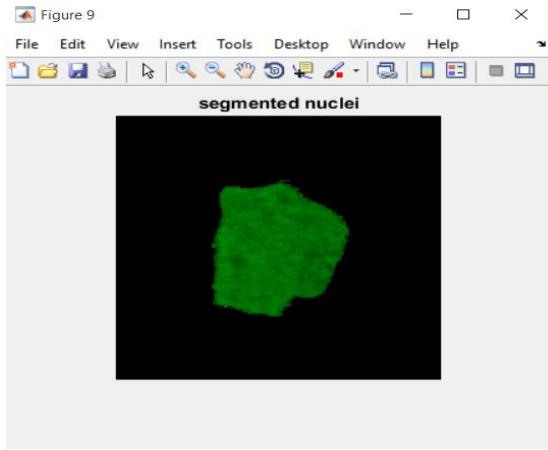 Figure 9
File Edit View Insert Tools Desktop Window Help
segmented nuclei